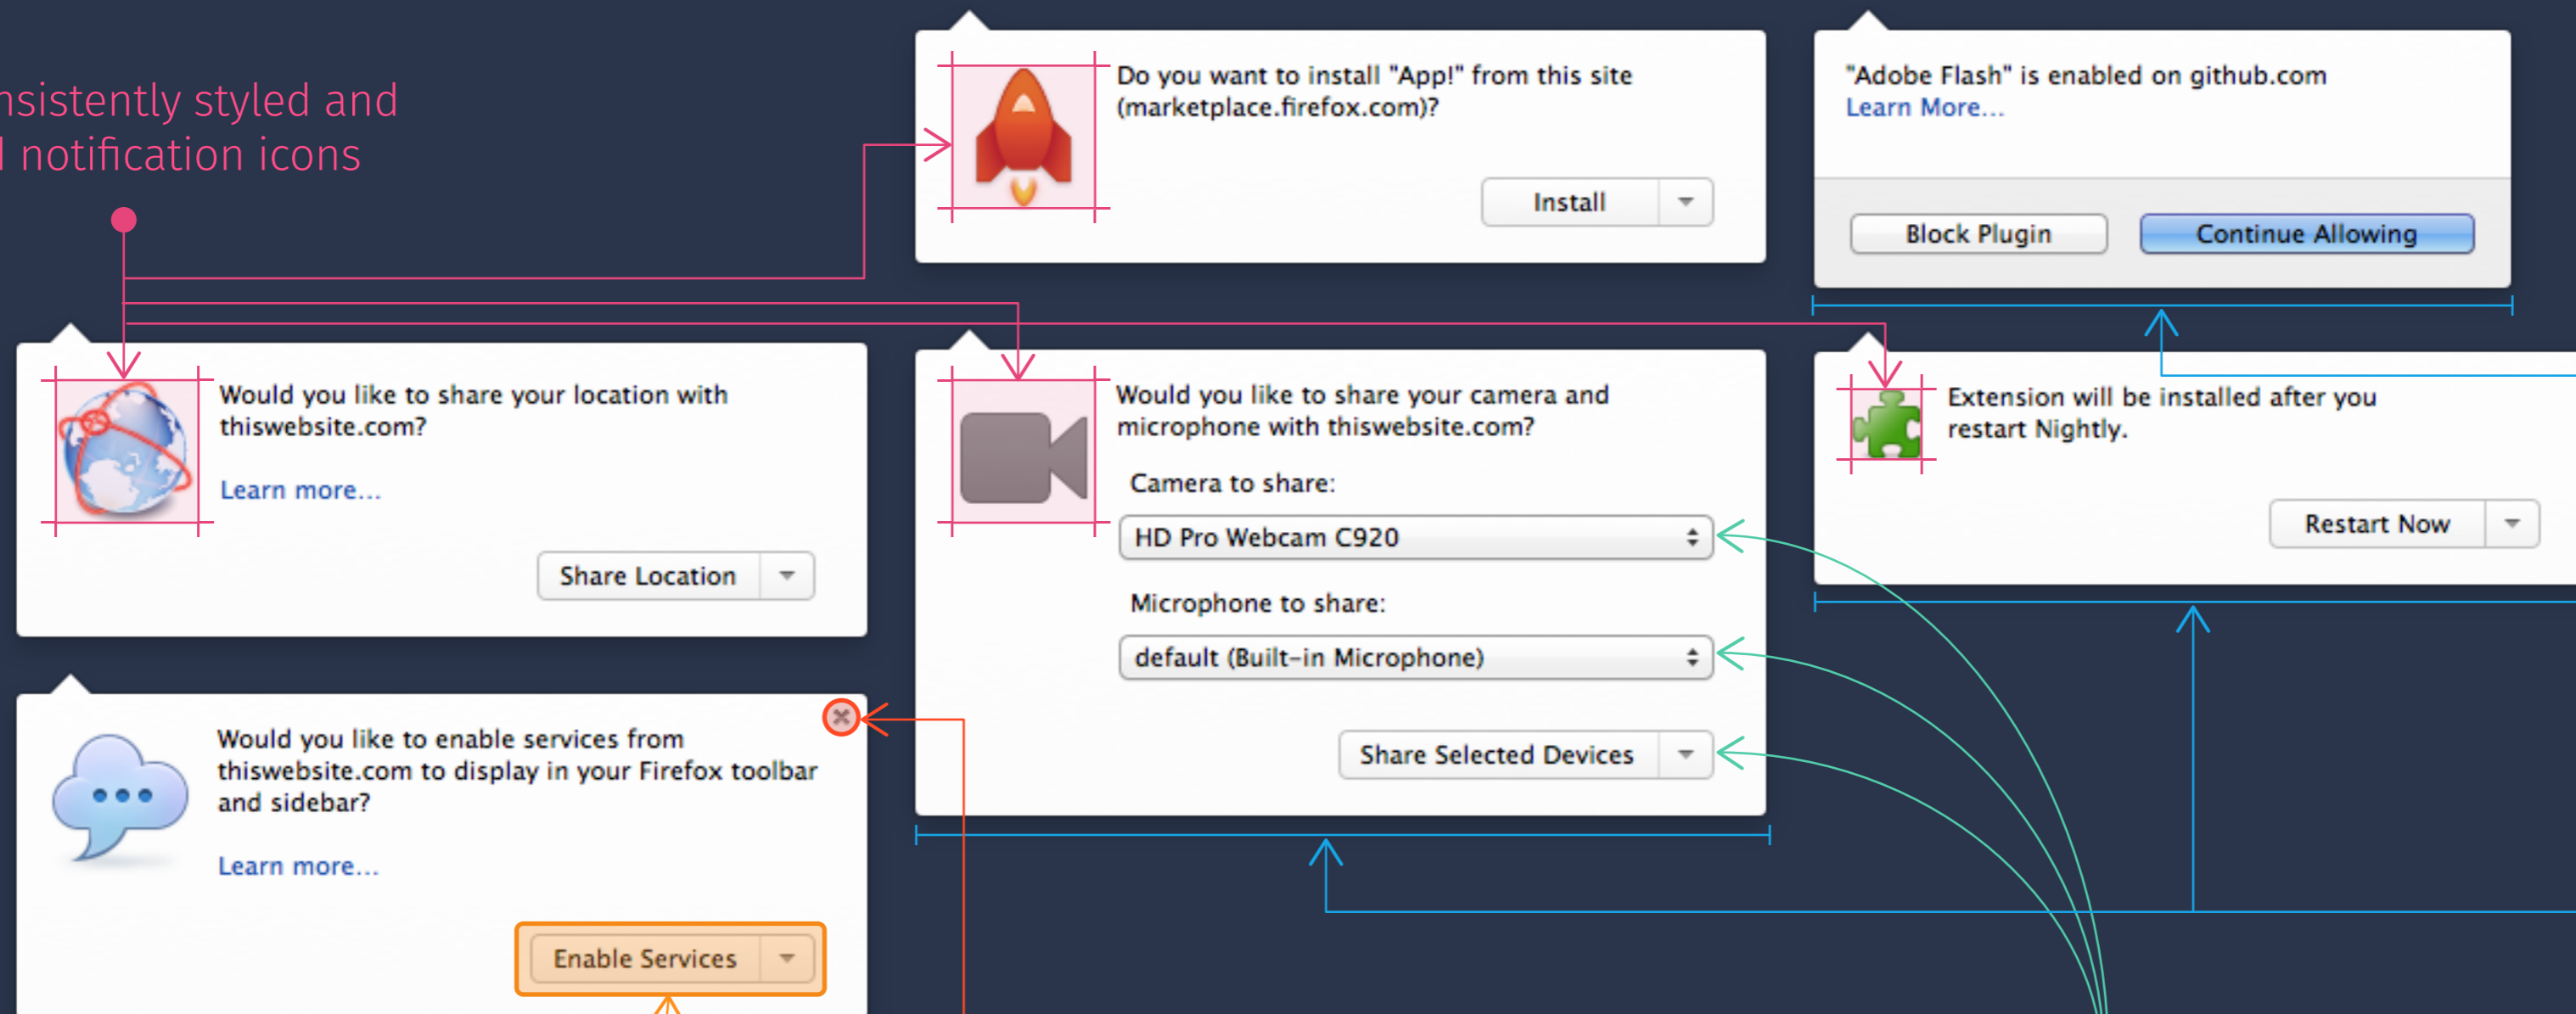 nsistently styled and
notification icons
Do you want to install "App!" from this site
(marketplace.firefox.com)?
Install
"Adobe Flash" is enabled on github.com
Learn More...
Block Plugin
Continue Allowing
Would you like to share your location with
thiswebsite.com?
Learn more...
Share Location
Would you like to share your camera and
microphone with thiswebsite.com?
Camera to share:
HD Pro Webcam C920
Microphone to share:
default (Built-in Microphone)
Share Selected Devices
Extension will be installed after you
restart Nightly.
Restart Now
Would you like to enable services from
thiswebsite.com to display in your Firefox toolbar
and sidebar?
Learn more...
Enable Services